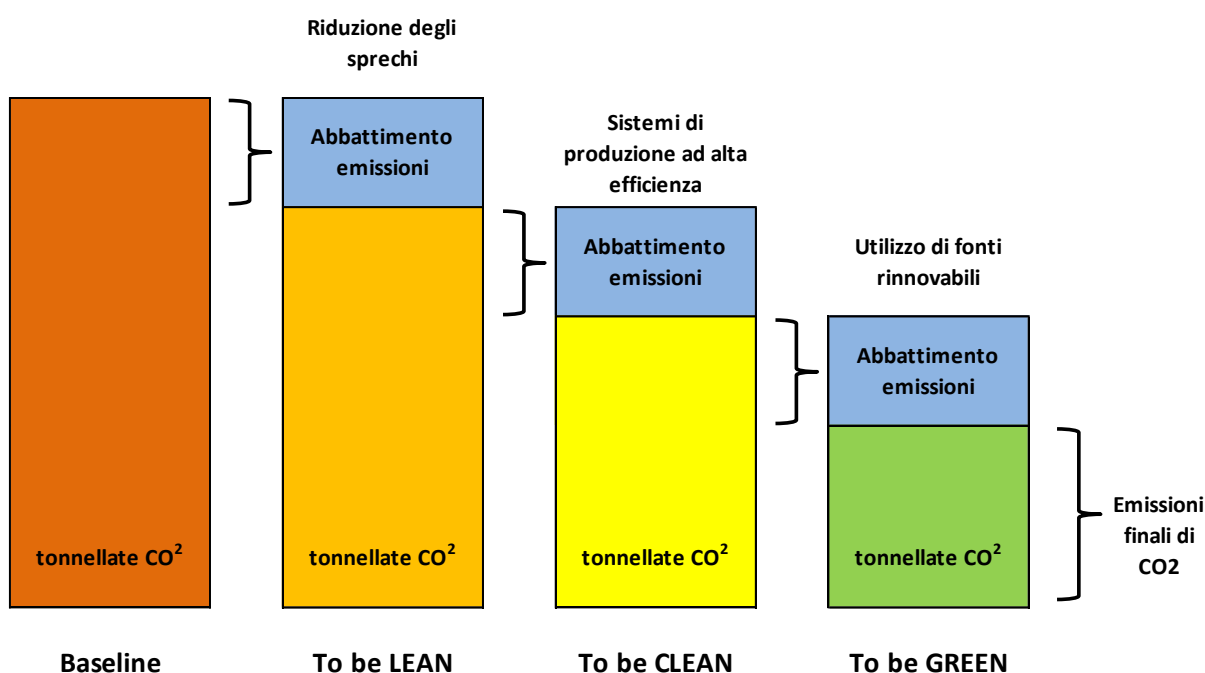 Riduzione degli
sprechi
Abbattimento
emissioni
Sistemi di
produzione ad alta
efficienza
Abbattimento
emissioni
Utilizzo di fonti
rinnovabili
Abbattimento
emissioni
tonnellate CO²
tonnellate CO²
tonnellate CO²
tonnellate CO²
Emissioni
finali di
CO2
Baseline
To be LEAN
To be CLEAN
To be GREEN